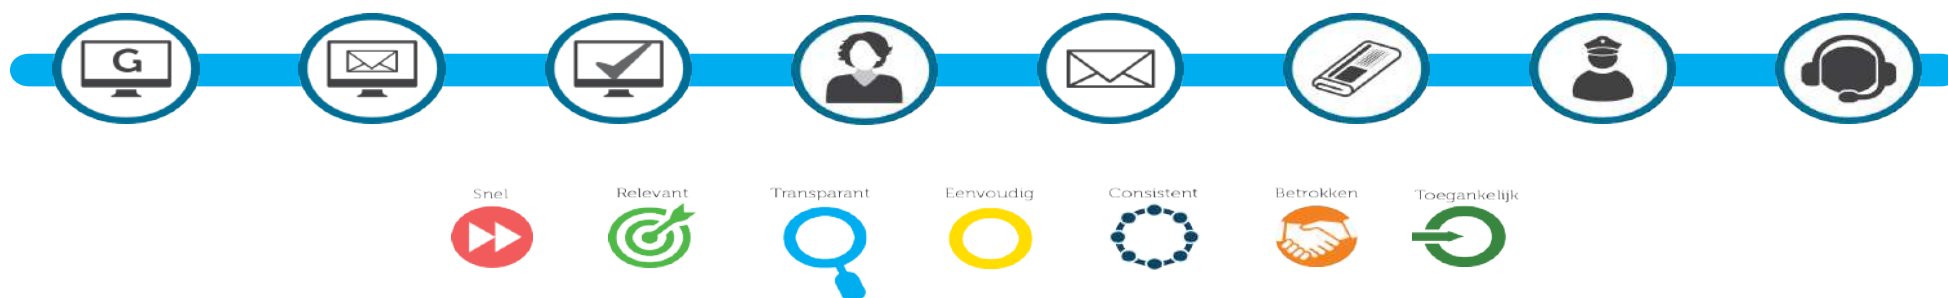 G
Snel
Relevant
Transparant
Eenvoudig
Consistent
Betrokken
Toegankelijk